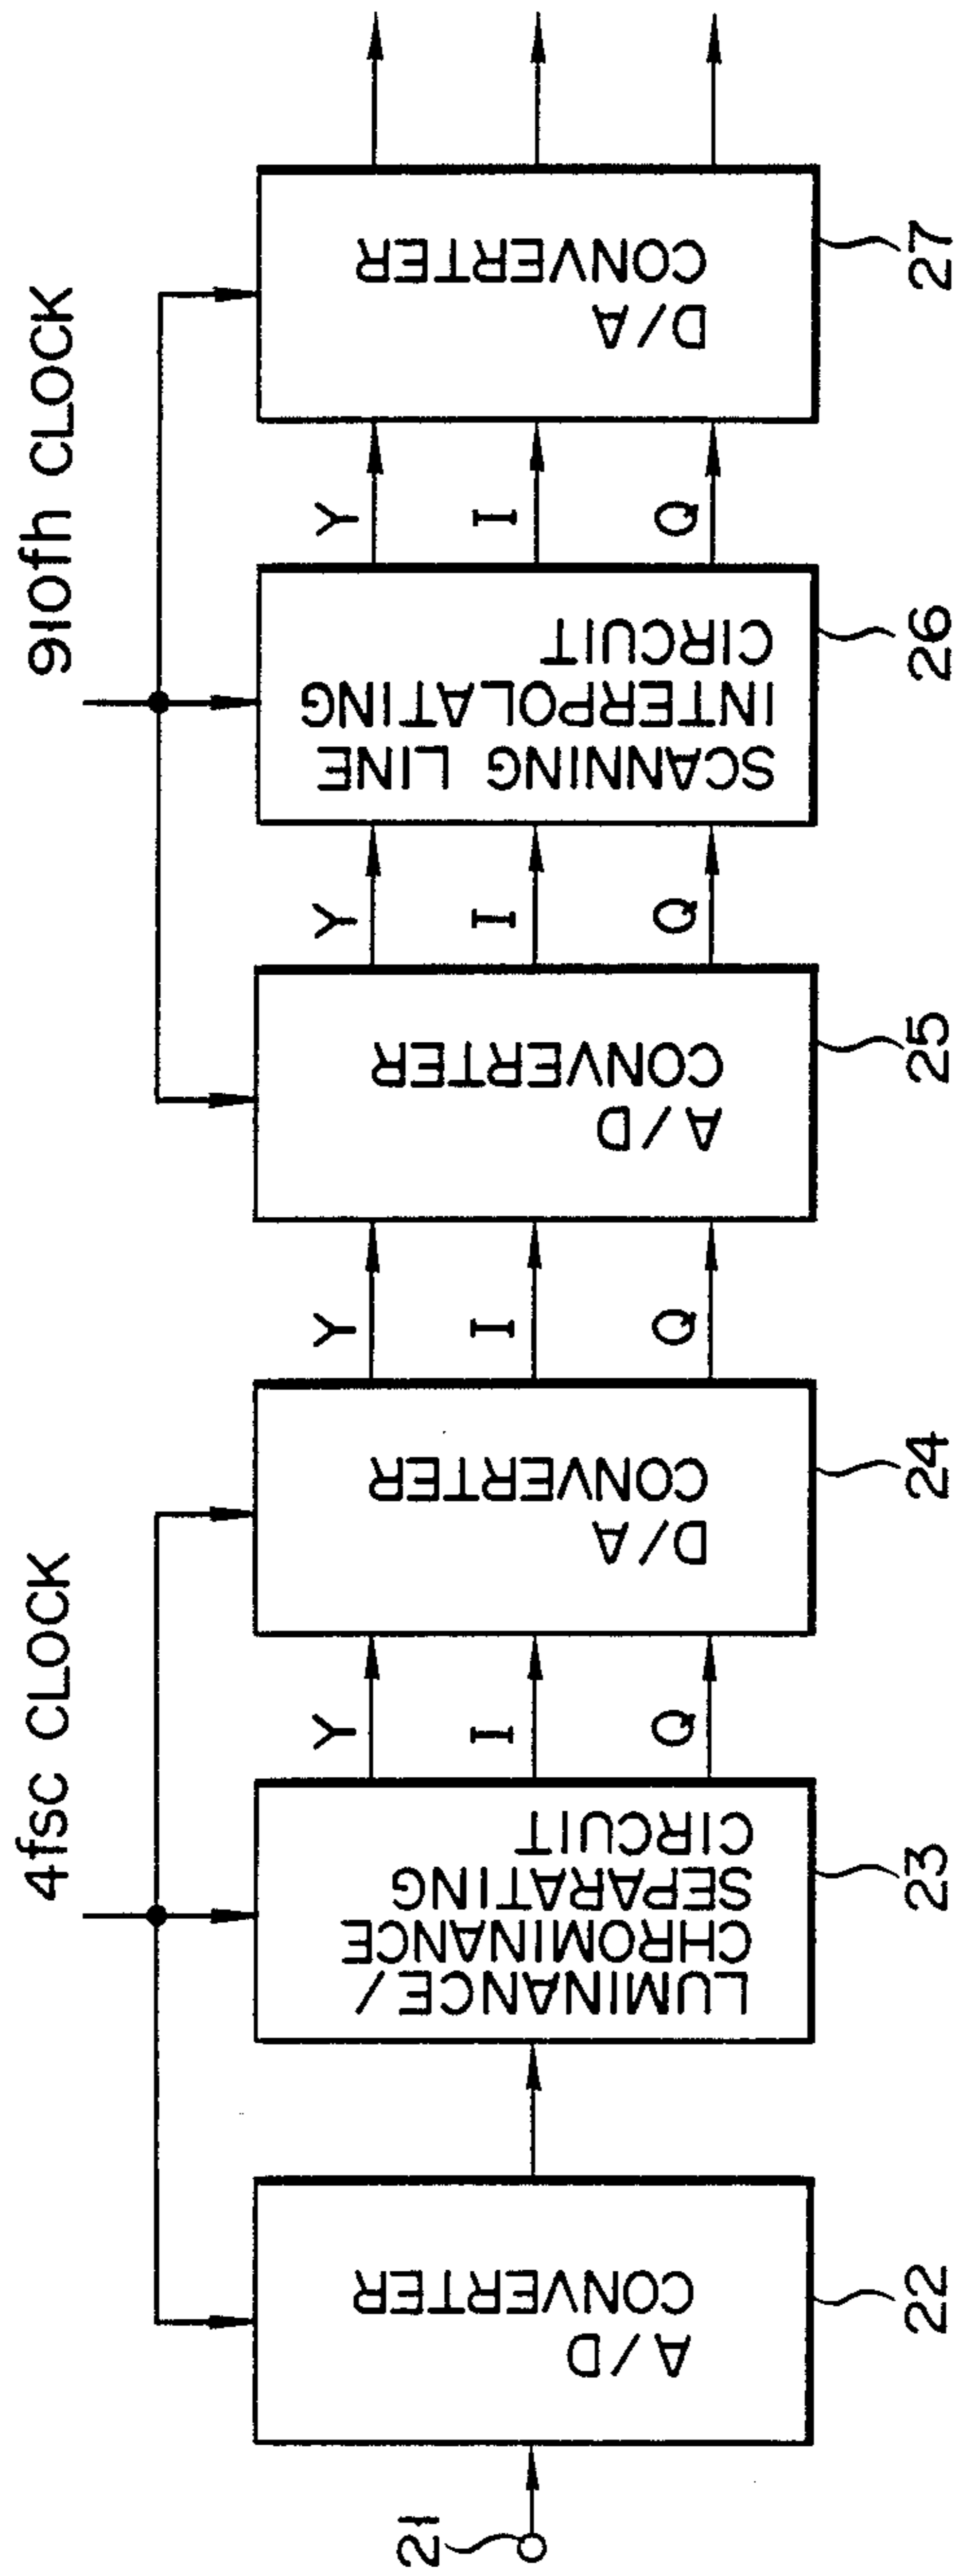 4fsc CLOCK
910fh CLOCK
21
A/D
CONVERTER
22
LUMINANCE/
CHROMINANCE
SEPARATING
CIRCUIT
23
Y
I
Q
D/A
CONVERTER
24
Y
I
Q
A/D
CONVERTER
25
Y
I
Q
SCANNING LINE
INTERPOLATING
CIRCUIT
26
Y
I
Q
D/A
CONVERTER
27